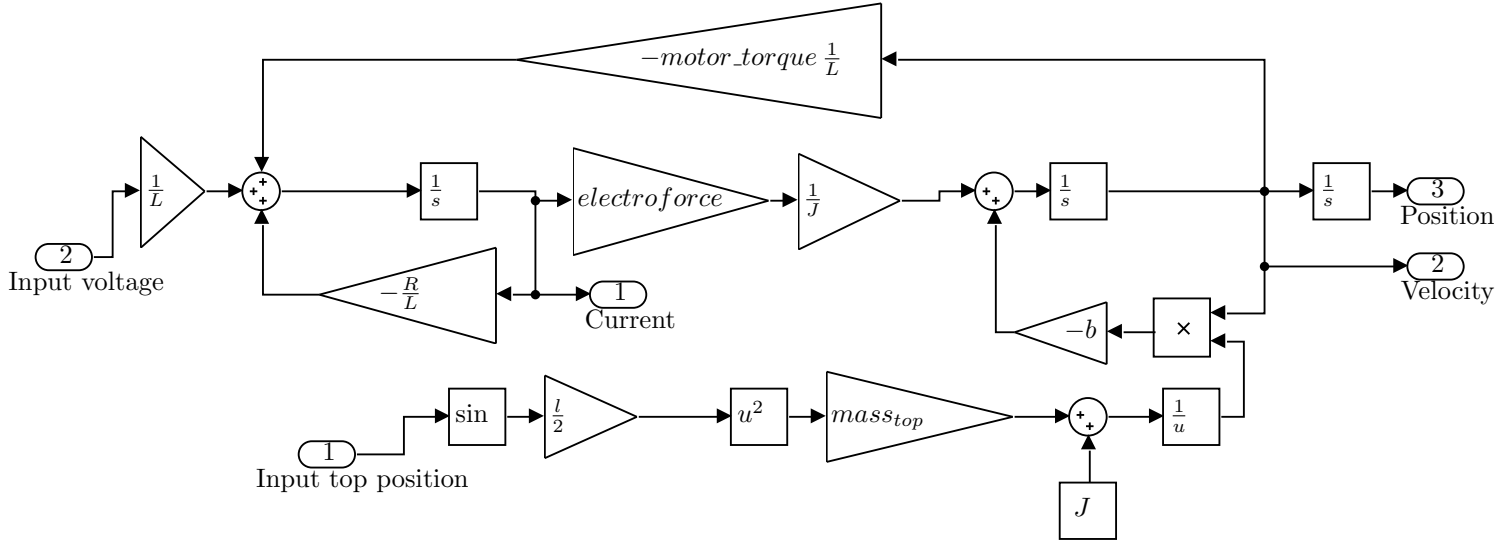 −motor_torque 1/L
1/L
+
+
+
1/s
electroforce
1/J
+
+
1/s
1/s
3
Position
2
Input voltage
−R/L
1
Current
2
Velocity
−b
×
sin
l/2
u²
mass_top
+
+
1/u
1
Input top position
J